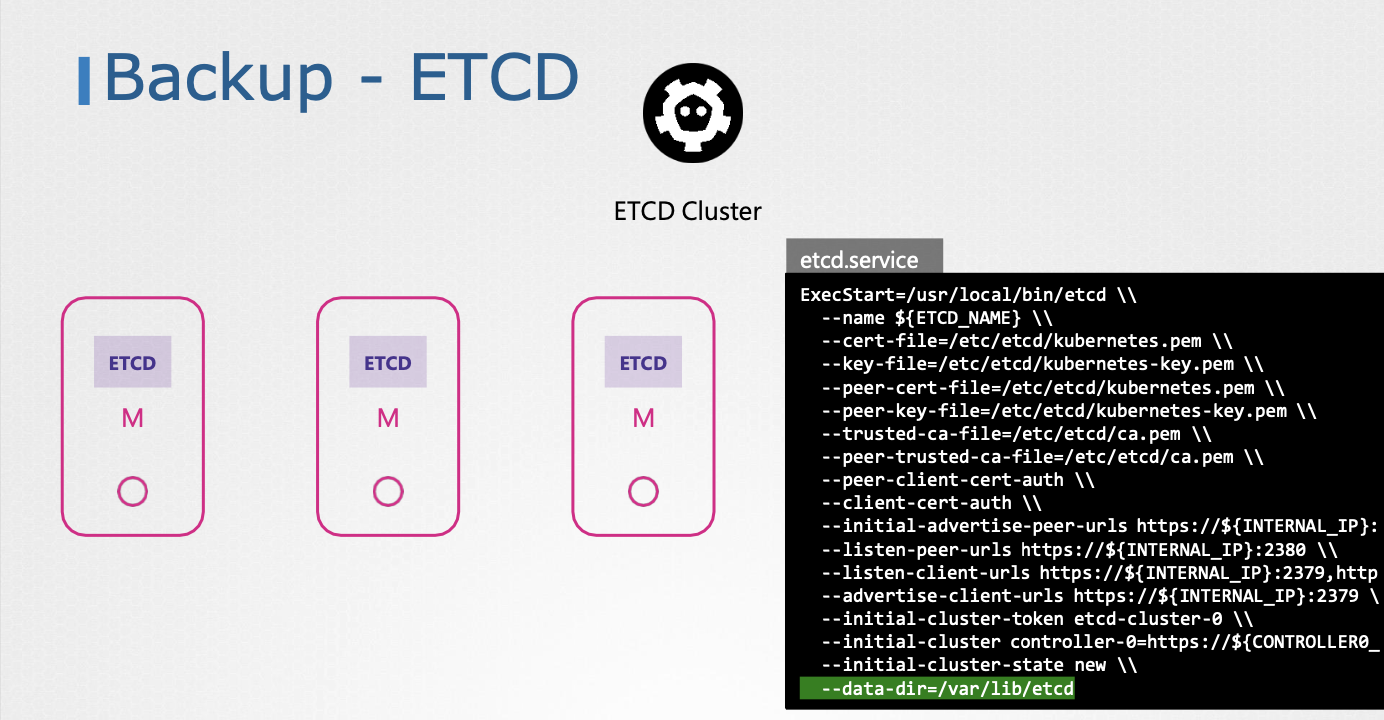 Backup - ETCD
ETCD Cluster
ETCD
M
ETCD
M
ETCD
M
etcd.service
ExecStart=/usr/local/bin/etcd \\
--name ${ETCD_NAME} \\
--cert-file=/etc/etcd/kubernetes.pem \\
--key-file=/etc/etcd/kubernetes-key.pem \\
--peer-cert-file=/etc/etcd/kubernetes.pem \\
--peer-key-file=/etc/etcd/kubernetes-key.pem \\
--trusted-ca-file=/etc/etcd/ca.pem \\
--peer-trusted-ca-file=/etc/etcd/ca.pem \\
--peer-client-cert-auth \\
--client-cert-auth \\
--initial-advertise-peer-urls https://${INTERNAL_IP}:
--listen-peer-urls https://${INTERNAL_IP}:2380 \\
--listen-client-urls https://${INTERNAL_IP}:2379,http
--advertise-client-urls https://${INTERNAL_IP}:2379 \
--initial-cluster-token etcd-cluster-0 \\
--initial-cluster controller-0=https://${CONTROLLER0_
--initial-cluster-state new \\
--data-dir=/var/lib/etcd